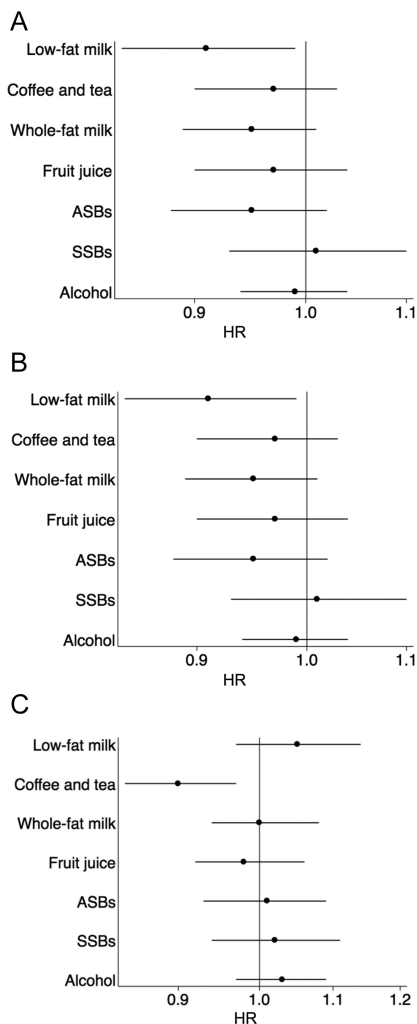 A
Low-fat milk
Coffee and tea
Whole-fat milk
Fruit juice
ASBs
SSBs
Alcohol
0.9 1.0 1.1
HR
B
Low-fat milk
Coffee and tea
Whole-fat milk
Fruit juice
ASBs
SSBs
Alcohol
0.9 1.0 1.1
HR
C
Low-fat milk
Coffee and tea
Whole-fat milk
Fruit juice
ASBs
SSBs
Alcohol
0.9 1.0 1.1 1.2
HR